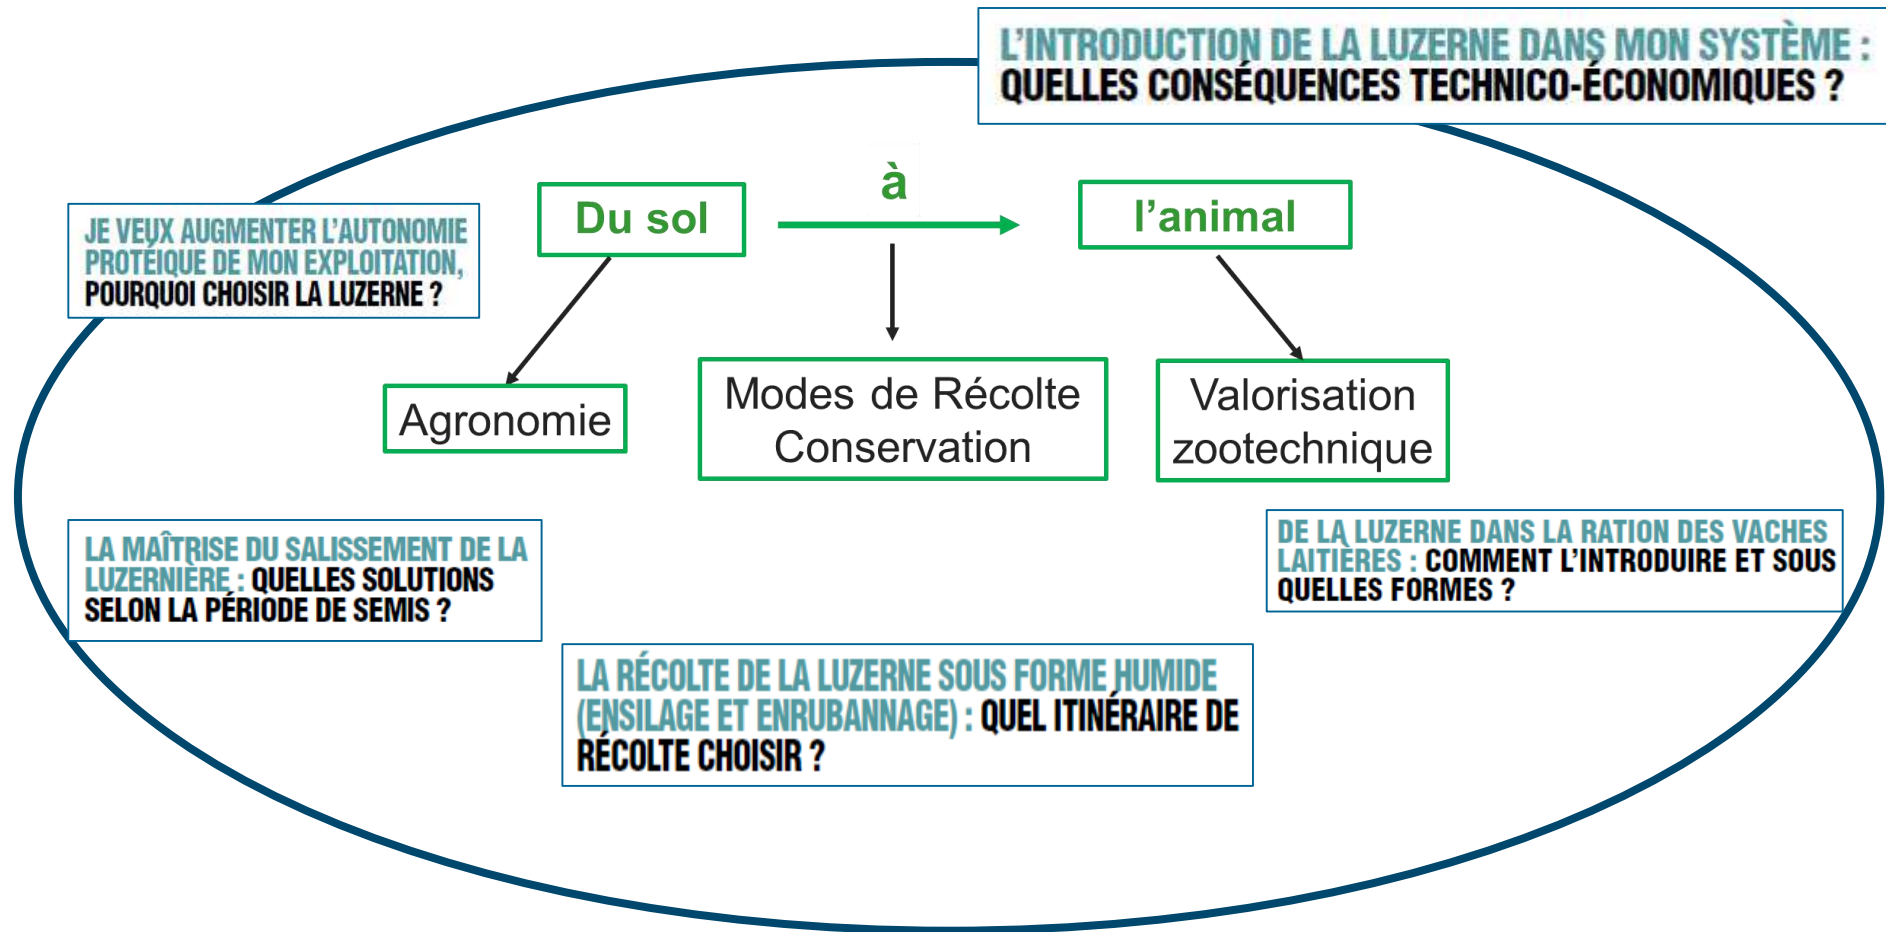 L'INTRODUCTION DE LA LUZERNE DANS MON SYSTÈME :
QUELLES CONSÉQUENCES TECHNICO-ÉCONOMIQUES ?
JE VEUX AUGMENTER L'AUTONOMIE
PROTÉIQUE DE MON EXPLOITATION,
POURQUOI CHOISIR LA LUZERNE ?
Du sol
à
l'animal
Agronomie
Modes de Récolte
Conservation
Valorisation
zootechnique
LA MAÎTRISE DU SALISSEMENT DE LA
LUZERNIÈRE : QUELLES SOLUTIONS
SELON LA PÉRIODE DE SEMIS ?
DE LA LUZERNE DANS LA RATION DES VACHES
LAITIÈRES : COMMENT L'INTRODUIRE ET SOUS
QUELLES FORMES ?
LA RÉCOLTE DE LA LUZERNE SOUS FORME HUMIDE
(ENSILAGE ET ENRUBANNAGE) : QUEL ITINÉRAIRE DE
RÉCOLTE CHOISIR ?